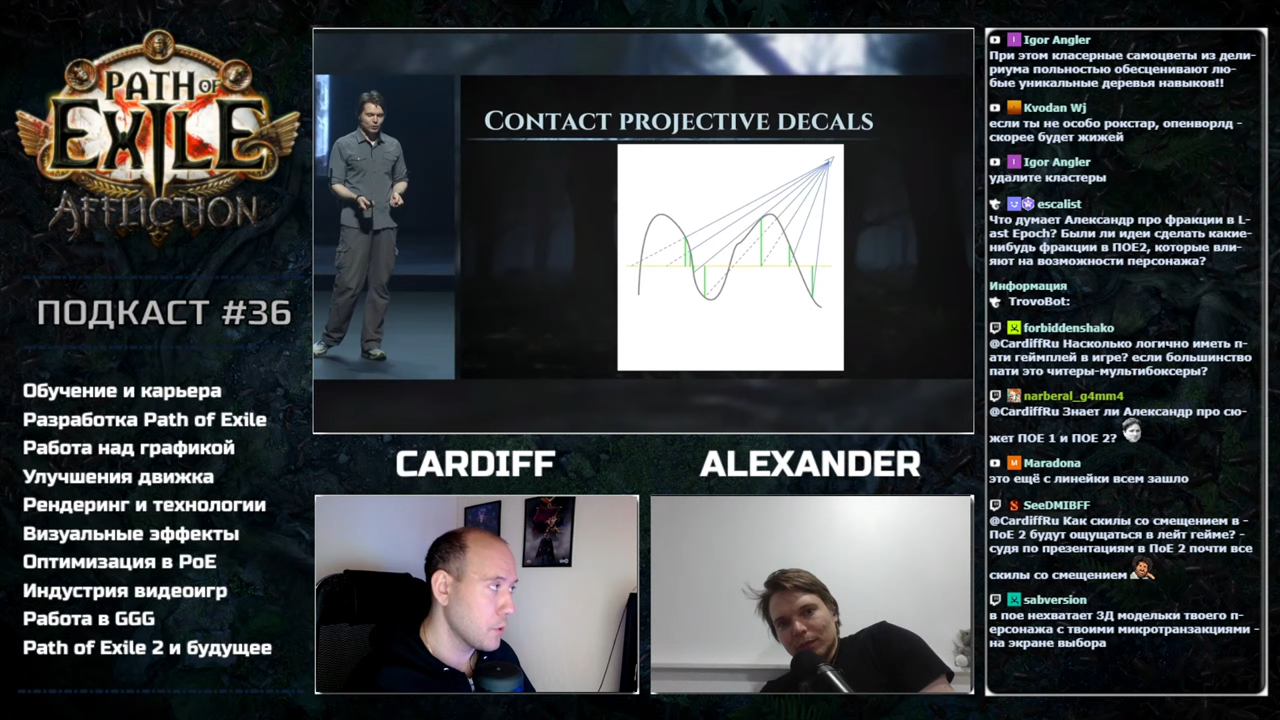 PATH OF
EXILE
AFFLICTION
ПОДКАСТ #36
Обучение и карьера
Разработка Path of Exile
Работа над графикой
Улучшения движка
Рендеринг и технологии
Визуальные эффекты
Оптимизация в PoE
Индустрия видеоигр
Работа в GGG
Path of Exile 2 и будущее
CONTACT PROJECTIVE DECALS
CARDIFF
ALEXANDER
Igor Angler
При этом класерные самоцветы из дели-
риума польностью обесценивают лю-
бые уникальные деревья навыков!!
Kvodan Wj
если ты не особо рокстар, опенворлд -
скорее будет жижей
Igor Angler
удалите кластеры
escalist
Что думает Александр про фракции в L-
ast Epoch? Были ли идеи сделать какие-
нибудь фракции в ПОЕ2, которые вли-
яют на возможности персонажа?
Информация
TrovoBot:
forbiddenshako
@CardiffRu Насколько логично иметь п-
ати геймплей в игре? если большинство
пати это читеры-мультибоксеры?
narberal_g4mm4
@CardiffRu Знает ли Александр про сю-
жет ПОЕ 1 и ПОЕ 2?
Maradona
это ещё с линейки всем зашло
SeeDMIBFF
@CardiffRu Как скилы со смещением в -
ПоЕ 2 будут ощущаться в лейт гейме? -
судя по презентациям в ПоЕ 2 почти все
скилы со смещением
sabversion
в пое нехватает 3Д модельки твоего п-
ерсонажа с твоими микротранзакциями -
на экране выбора